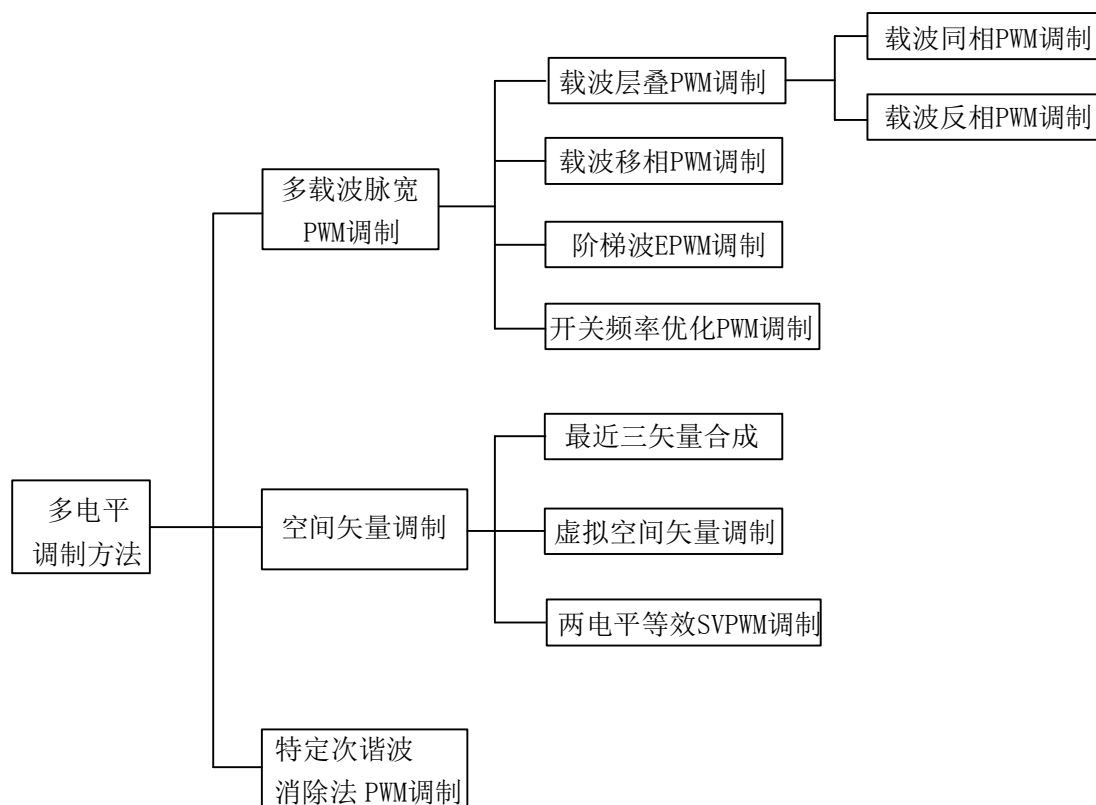 载波同相PWM调制
载波层叠PWM调制
载波反相PWM调制
载波移相PWM调制
多载波脉宽
PWM调制
阶梯波EPWM调制
开关频率优化PWM调制
最近三矢量合成
多电平
调制方法
空间矢量调制
虚拟空间矢量调制
两电平等效SVPWM调制
特定次谐波
消除法 PWM调制